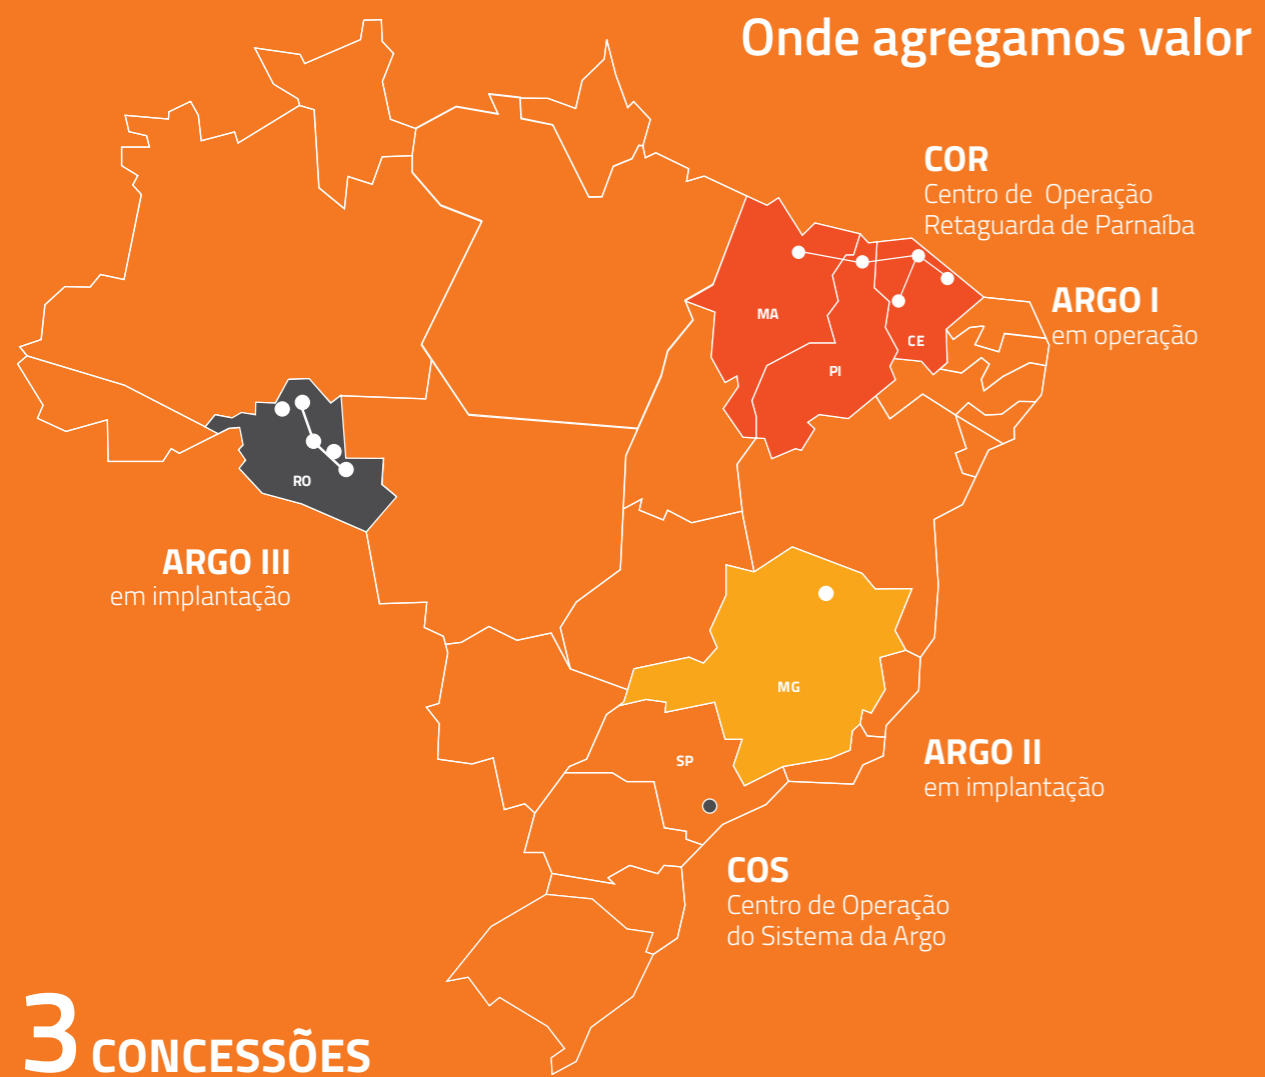 Onde agregamos valor
COR
Centro de Operação
Retaguarda de Parnaíba
ARGO I
em operação
MA
CE
PI
RO
ARGO III
em implantação
MG
ARGO II
em implantação
SP
COS
Centro de Operação
do Sistema da Argo
3 CONCESSÕES